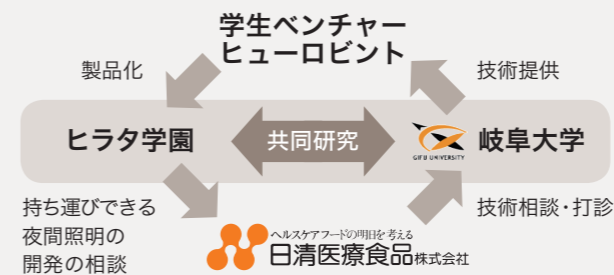 学生ベンチャー
ヒューロビント
製品化
技術提供
ヒラタ学園
共同研究
GIFU UNIVERSITY
岐阜大学
持ち運びできる
夜間照明の
開発の相談
技術相談・打診
ヘルスケアフードの明日を考える
日清医療食品株式会社